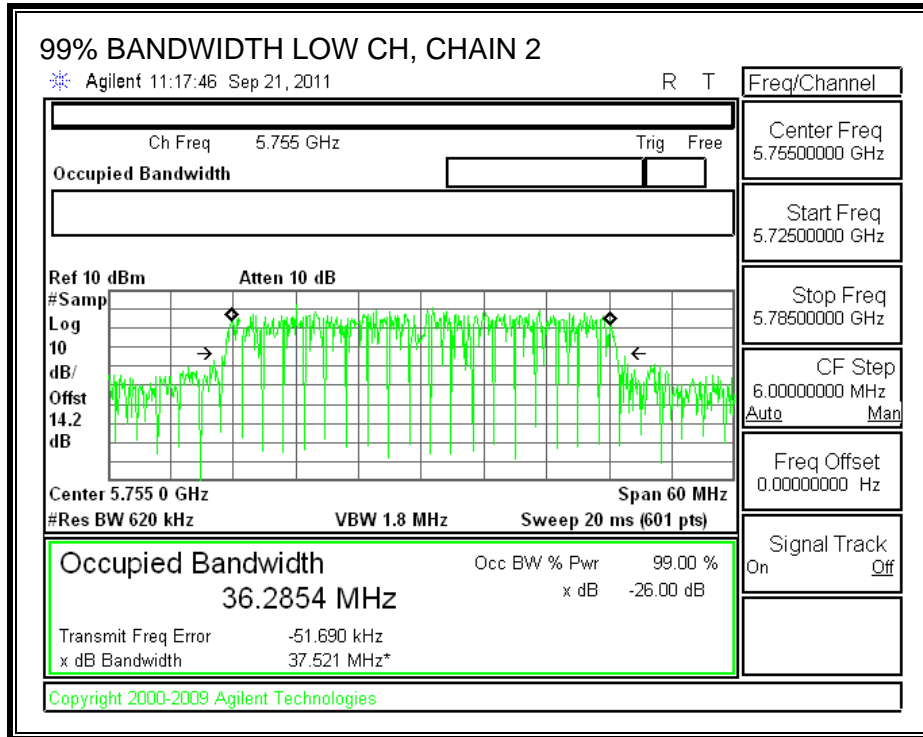 99% BANDWIDTH LOW CH, CHAIN 2
Agilent 11:17:46 Sep 21, 2011 R T
Freq/Channel
Ch Freq 5.755 GHz Trig Free
Occupied Bandwidth
Center Freq
5.75500000 GHz
Start Freq
5.72500000 GHz
Stop Freq
5.78500000 GHz
CF Step
6.00000000 MHz
Auto Man
Freq Offset
0.00000000 Hz
Signal Track
On Off
Ref 10 dBm Atten 10 dB
#Samp
Log
10
dB/
Offst
14.2
dB
Center 5.755 0 GHz Span 60 MHz
#Res BW 620 kHz VBW 1.8 MHz Sweep 20 ms (601 pts)
Occupied Bandwidth
36.2854 MHz
Occ BW % Pwr 99.00 %
x dB -26.00 dB
Transmit Freq Error -51.690 kHz
x dB Bandwidth 37.521 MHz*
Copyright 2000-2009 Agilent Technologies